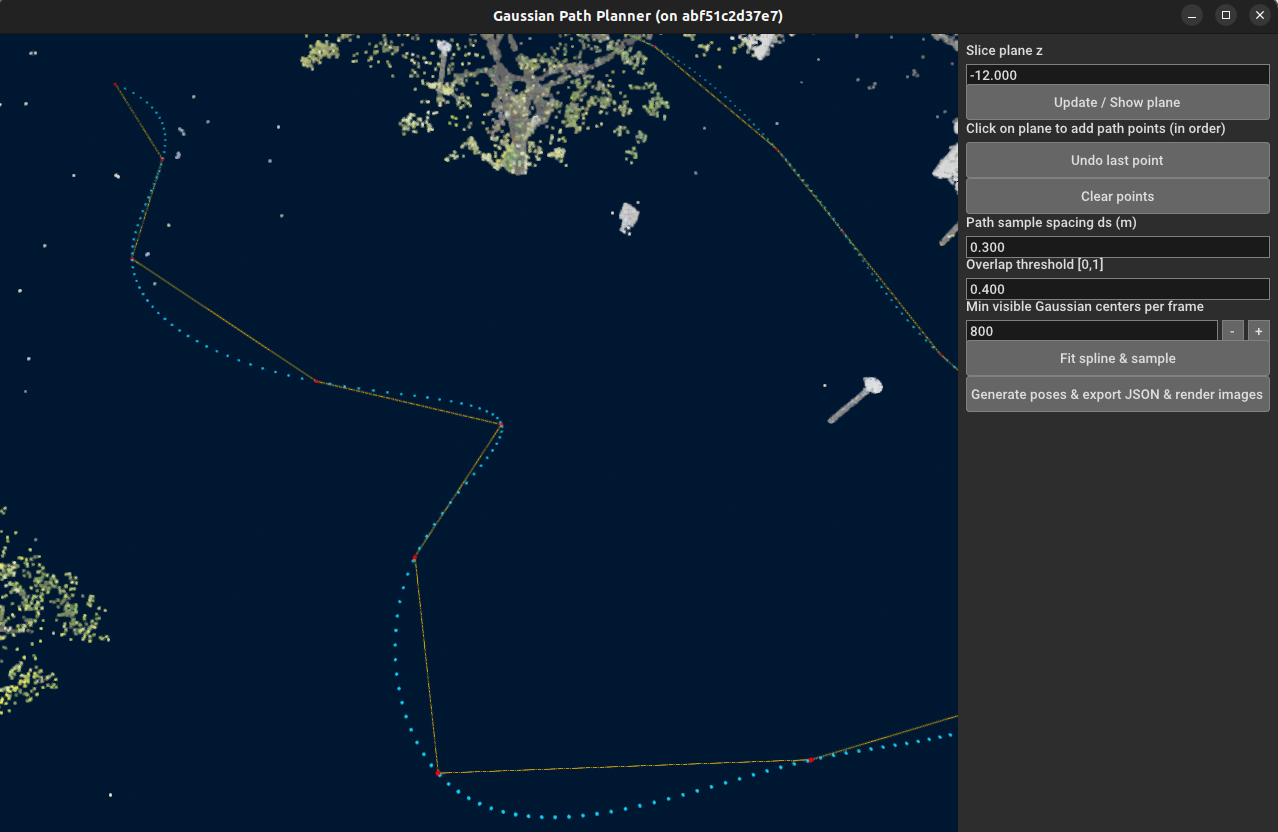 Gaussian Path Planner (on abf51c2d37e7)
Slice plane z
-12.000
Update / Show plane
Click on plane to add path points (in order)
Undo last point
Clear points
Path sample spacing ds (m)
0.300
Overlap threshold [0,1]
0.400
Min visible Gaussian centers per frame
800
-
+
Fit spline & sample
Generate poses & export JSON & render images